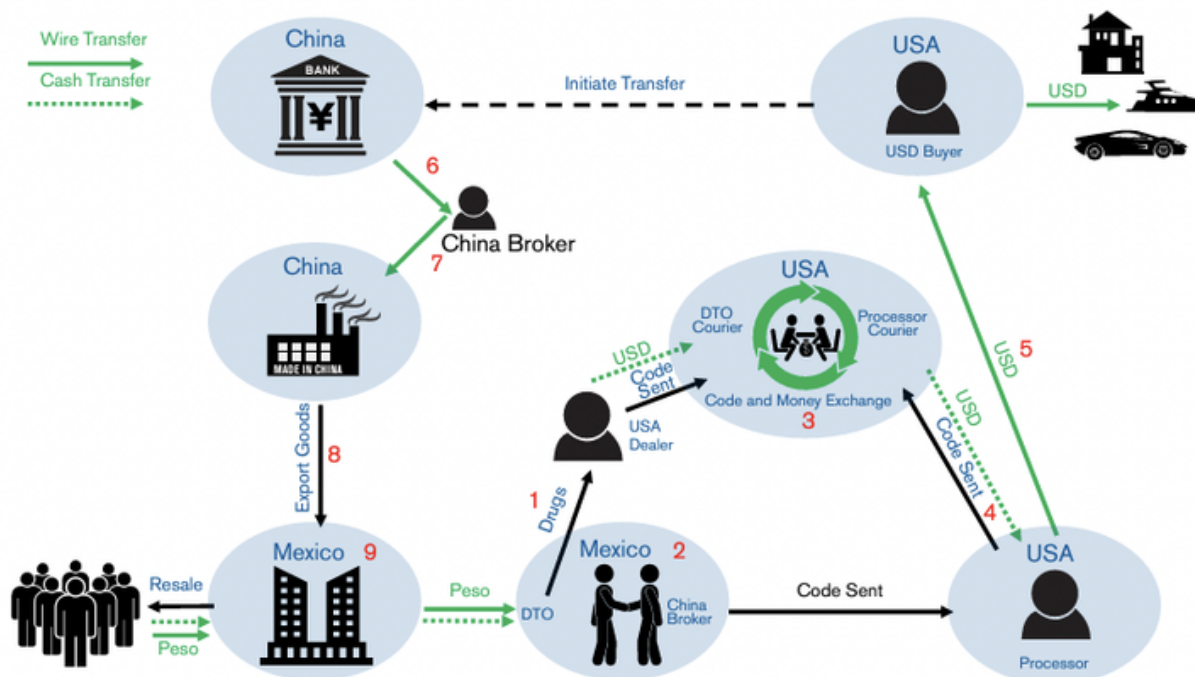 Wire Transfer
Cash Transfer
China
BANK
¥
Initiate Transfer
USA
USD Buyer
USD
6
China Broker
7
China
MADE IN CHINA
USA
DTO
Courier
Processor
Courier
Code and Money Exchange
3
USD
Code
Sent
USA
Dealer
5
USD
USD
Code Sent
4
Export Goods
8
1
Drugs
Mexico
9
Resale
Peso
Peso
Mexico
2
DTO
China
Broker
Code Sent
USA
Processor